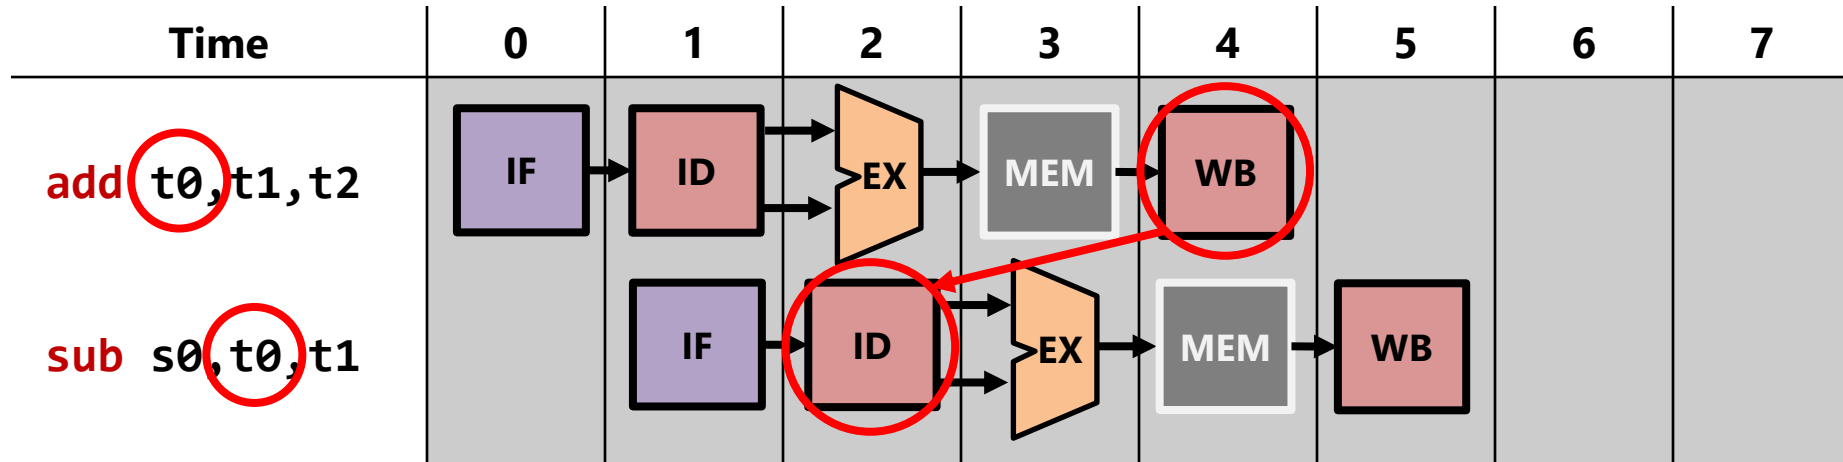 Time 0 1 2 3 4 5 6 7
add t0,t1,t2 IF ID EX MEM WB
sub s0,t0,t1 IF ID EX MEM WB